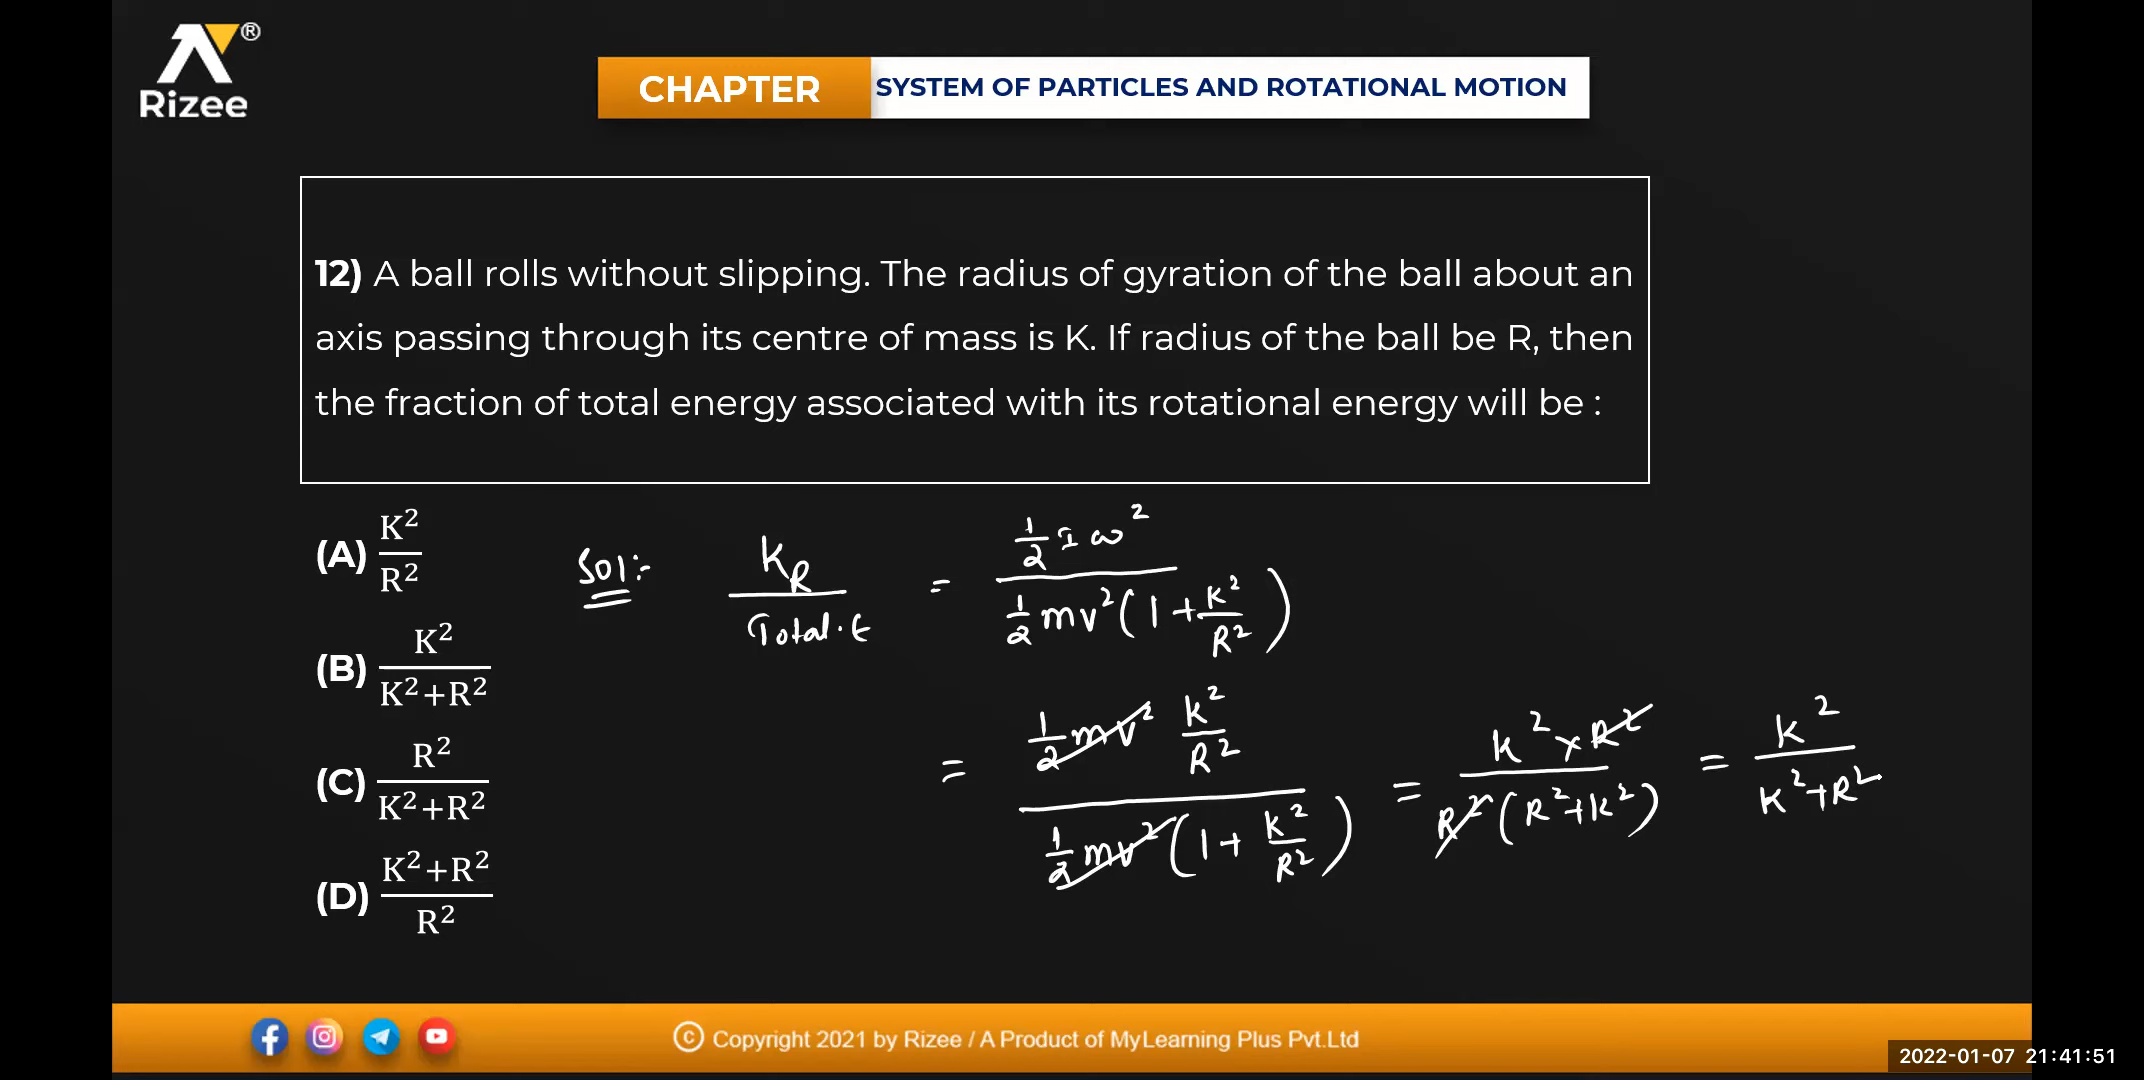 Rizee®
CHAPTER SYSTEM OF PARTICLES AND ROTATIONAL MOTION
12) A ball rolls without slipping. The radius of gyration of the ball about an
axis passing through its centre of mass is K. If radius of the ball be R, then
the fraction of total energy associated with its rotational energy will be :
(A) K²/R²
(B) K²/K²+R²
(C) R²/K²+R²
(D) K²+R²/R²
Sol:- K_R/Total.E = ½Iω² / ½mv²(1+K²/R²)
= ½mv² K²/R² / ½mv²(1+K²/R²) = K²×R² / R²(R²+K²) = K²/K²+R²
© Copyright 2021 by Rizee / A Product of MyLearning Plus Pvt.Ltd
2022-01-07 21:41:51